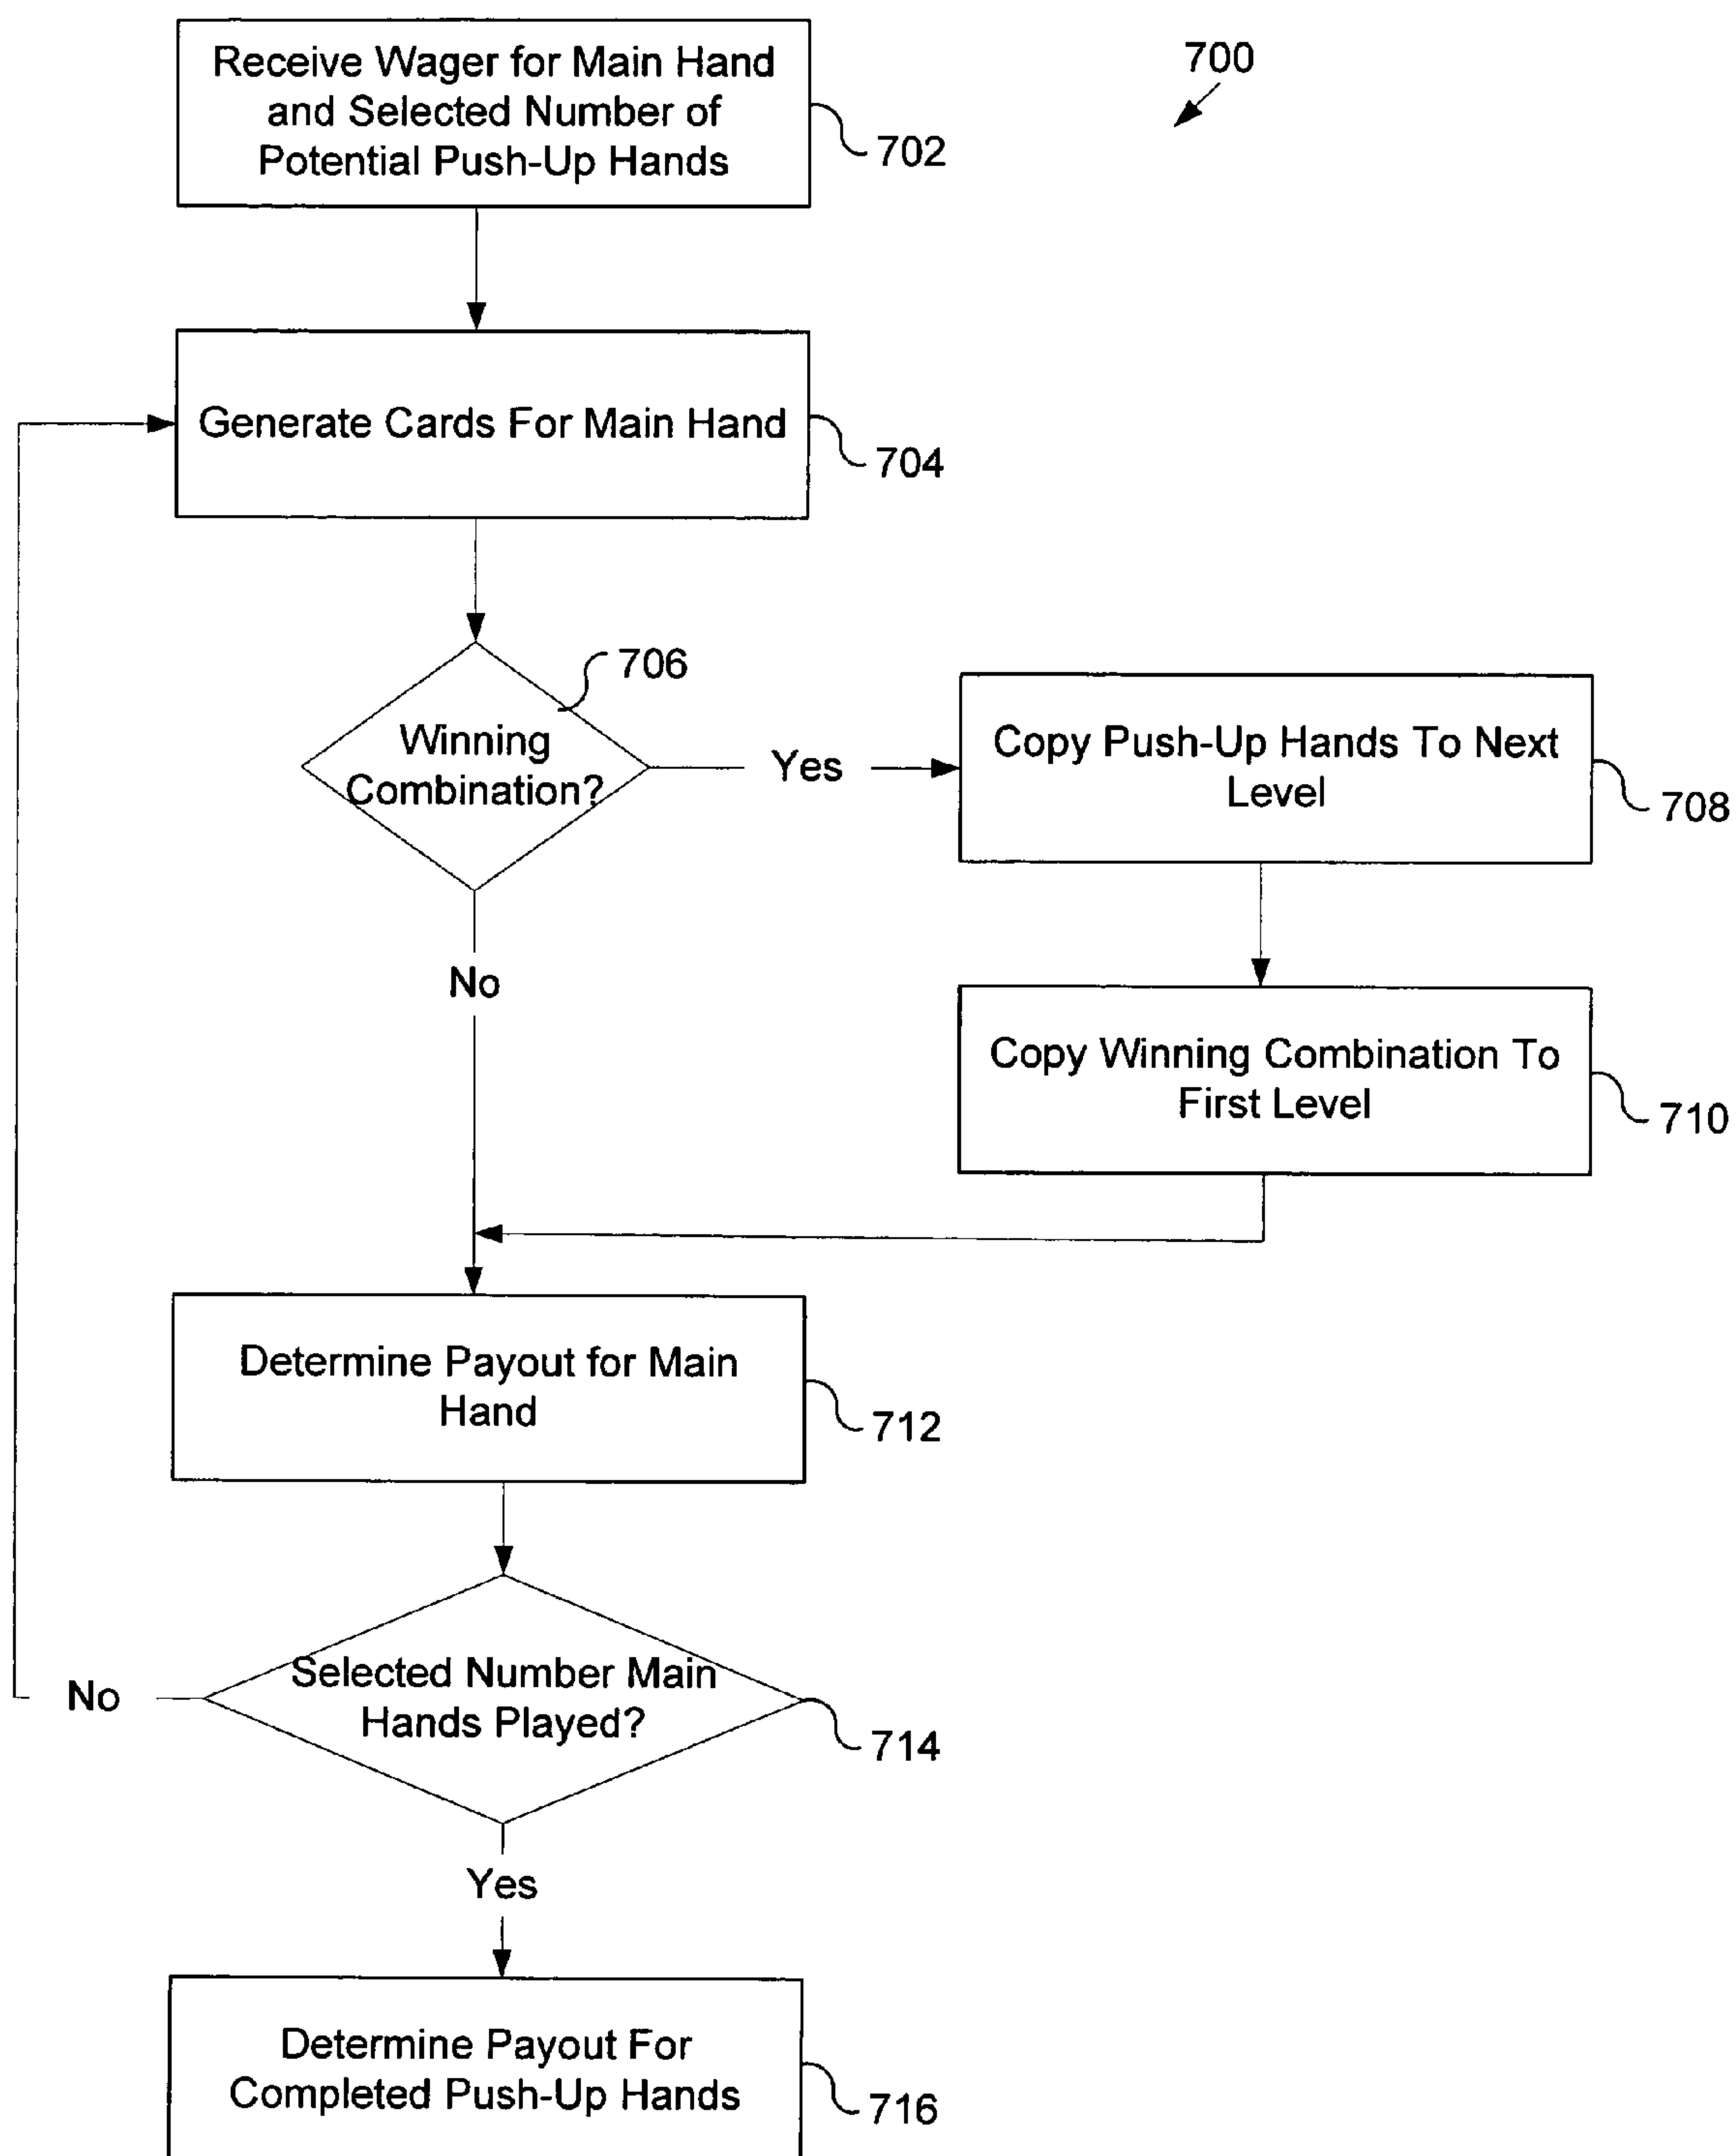 Receive Wager for Main Hand
and Selected Number of
Potential Push-Up Hands
702
700
Generate Cards For Main Hand
704
706
Winning
Combination?
Yes
Copy Push-Up Hands To Next
Level
708
No
Copy Winning Combination To
First Level
710
Determine Payout for Main
Hand
712
Selected Number Main
Hands Played?
714
No
Yes
Determine Payout For
Completed Push-Up Hands
716